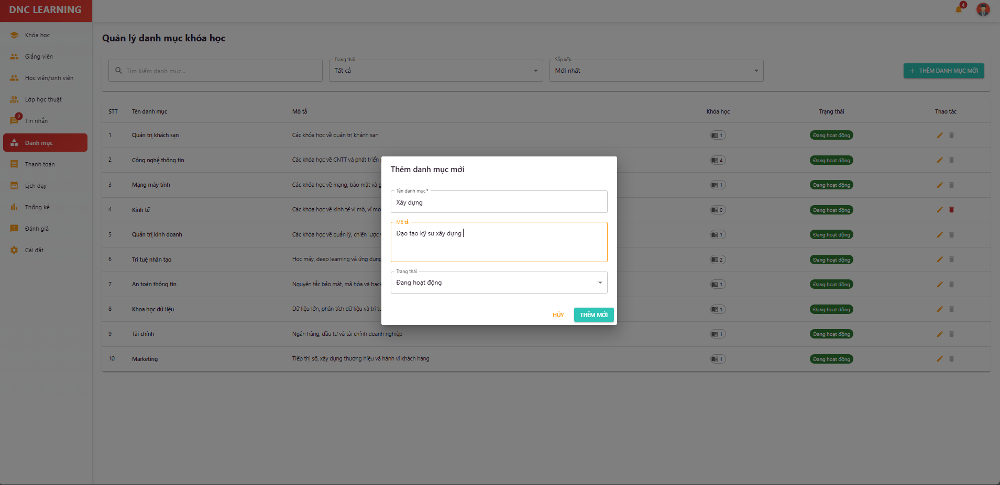 DNC LEARNING
4
Khóa học
Giảng viên
Học viên/sinh viên
Lớp học thuật
2
Tin nhắn
Danh mục
Thanh toán
Lịch dạy
Thống kê
Đánh giá
Cài đặt
Quản lý danh mục khóa học
Tìm kiếm danh mục...
Trạng thái
Tất cả
Sắp xếp
Mới nhất
+ THÊM DANH MỤC MỚI
STT Tên danh mục Mô tả Khóa học Trạng thái Thao tác
1 Quản trị khách sạn Các khóa học về quản trị khánh sạn 1 Đang hoạt động
2 Công nghệ thông tin Các khóa học về CNTT và phát triển 4 Đang hoạt động
3 Mạng máy tính Các khóa học về mạng, bảo mật và g 1 Đang hoạt động
4 Kinh tế Các khóa học về kinh tế vi mô, vĩ mô 0 Đang hoạt động
5 Quản trị kinh doanh Các khóa học về quản lý, chiến lược 1 Đang hoạt động
6 Trí tuệ nhân tạo Học máy, deep learning và ứng dụng 2 Đang hoạt động
7 An toàn thông tin Nguyên tắc bảo mật, mã hóa và hack 1 Đang hoạt động
8 Khoa học dữ liệu Dữ liệu lớn, phân tích dữ liệu và trí tu 1 Đang hoạt động
9 Tài chính Ngân hàng, đầu tư và tài chính doanh nghiệp 1 Đang hoạt động
10 Marketing Tiếp thị số, xây dựng thương hiệu và hành vi khách hàng 1 Đang hoạt động
Thêm danh mục mới
Tên danh mục *
Xây dựng
Mô tả
Đạo tạo kỹ sư xây dựng
Trạng thái
Đang hoạt động
HỦY
THÊM MỚI